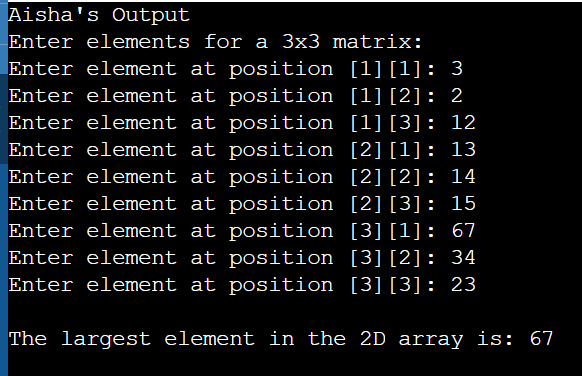 Aisha's Output
Enter elements for a 3x3 matrix:
Enter element at position [1][1]: 3
Enter element at position [1][2]: 2
Enter element at position [1][3]: 12
Enter element at position [2][1]: 13
Enter element at position [2][2]: 14
Enter element at position [2][3]: 15
Enter element at position [3][1]: 67
Enter element at position [3][2]: 34
Enter element at position [3][3]: 23
The largest element in the 2D array is: 67